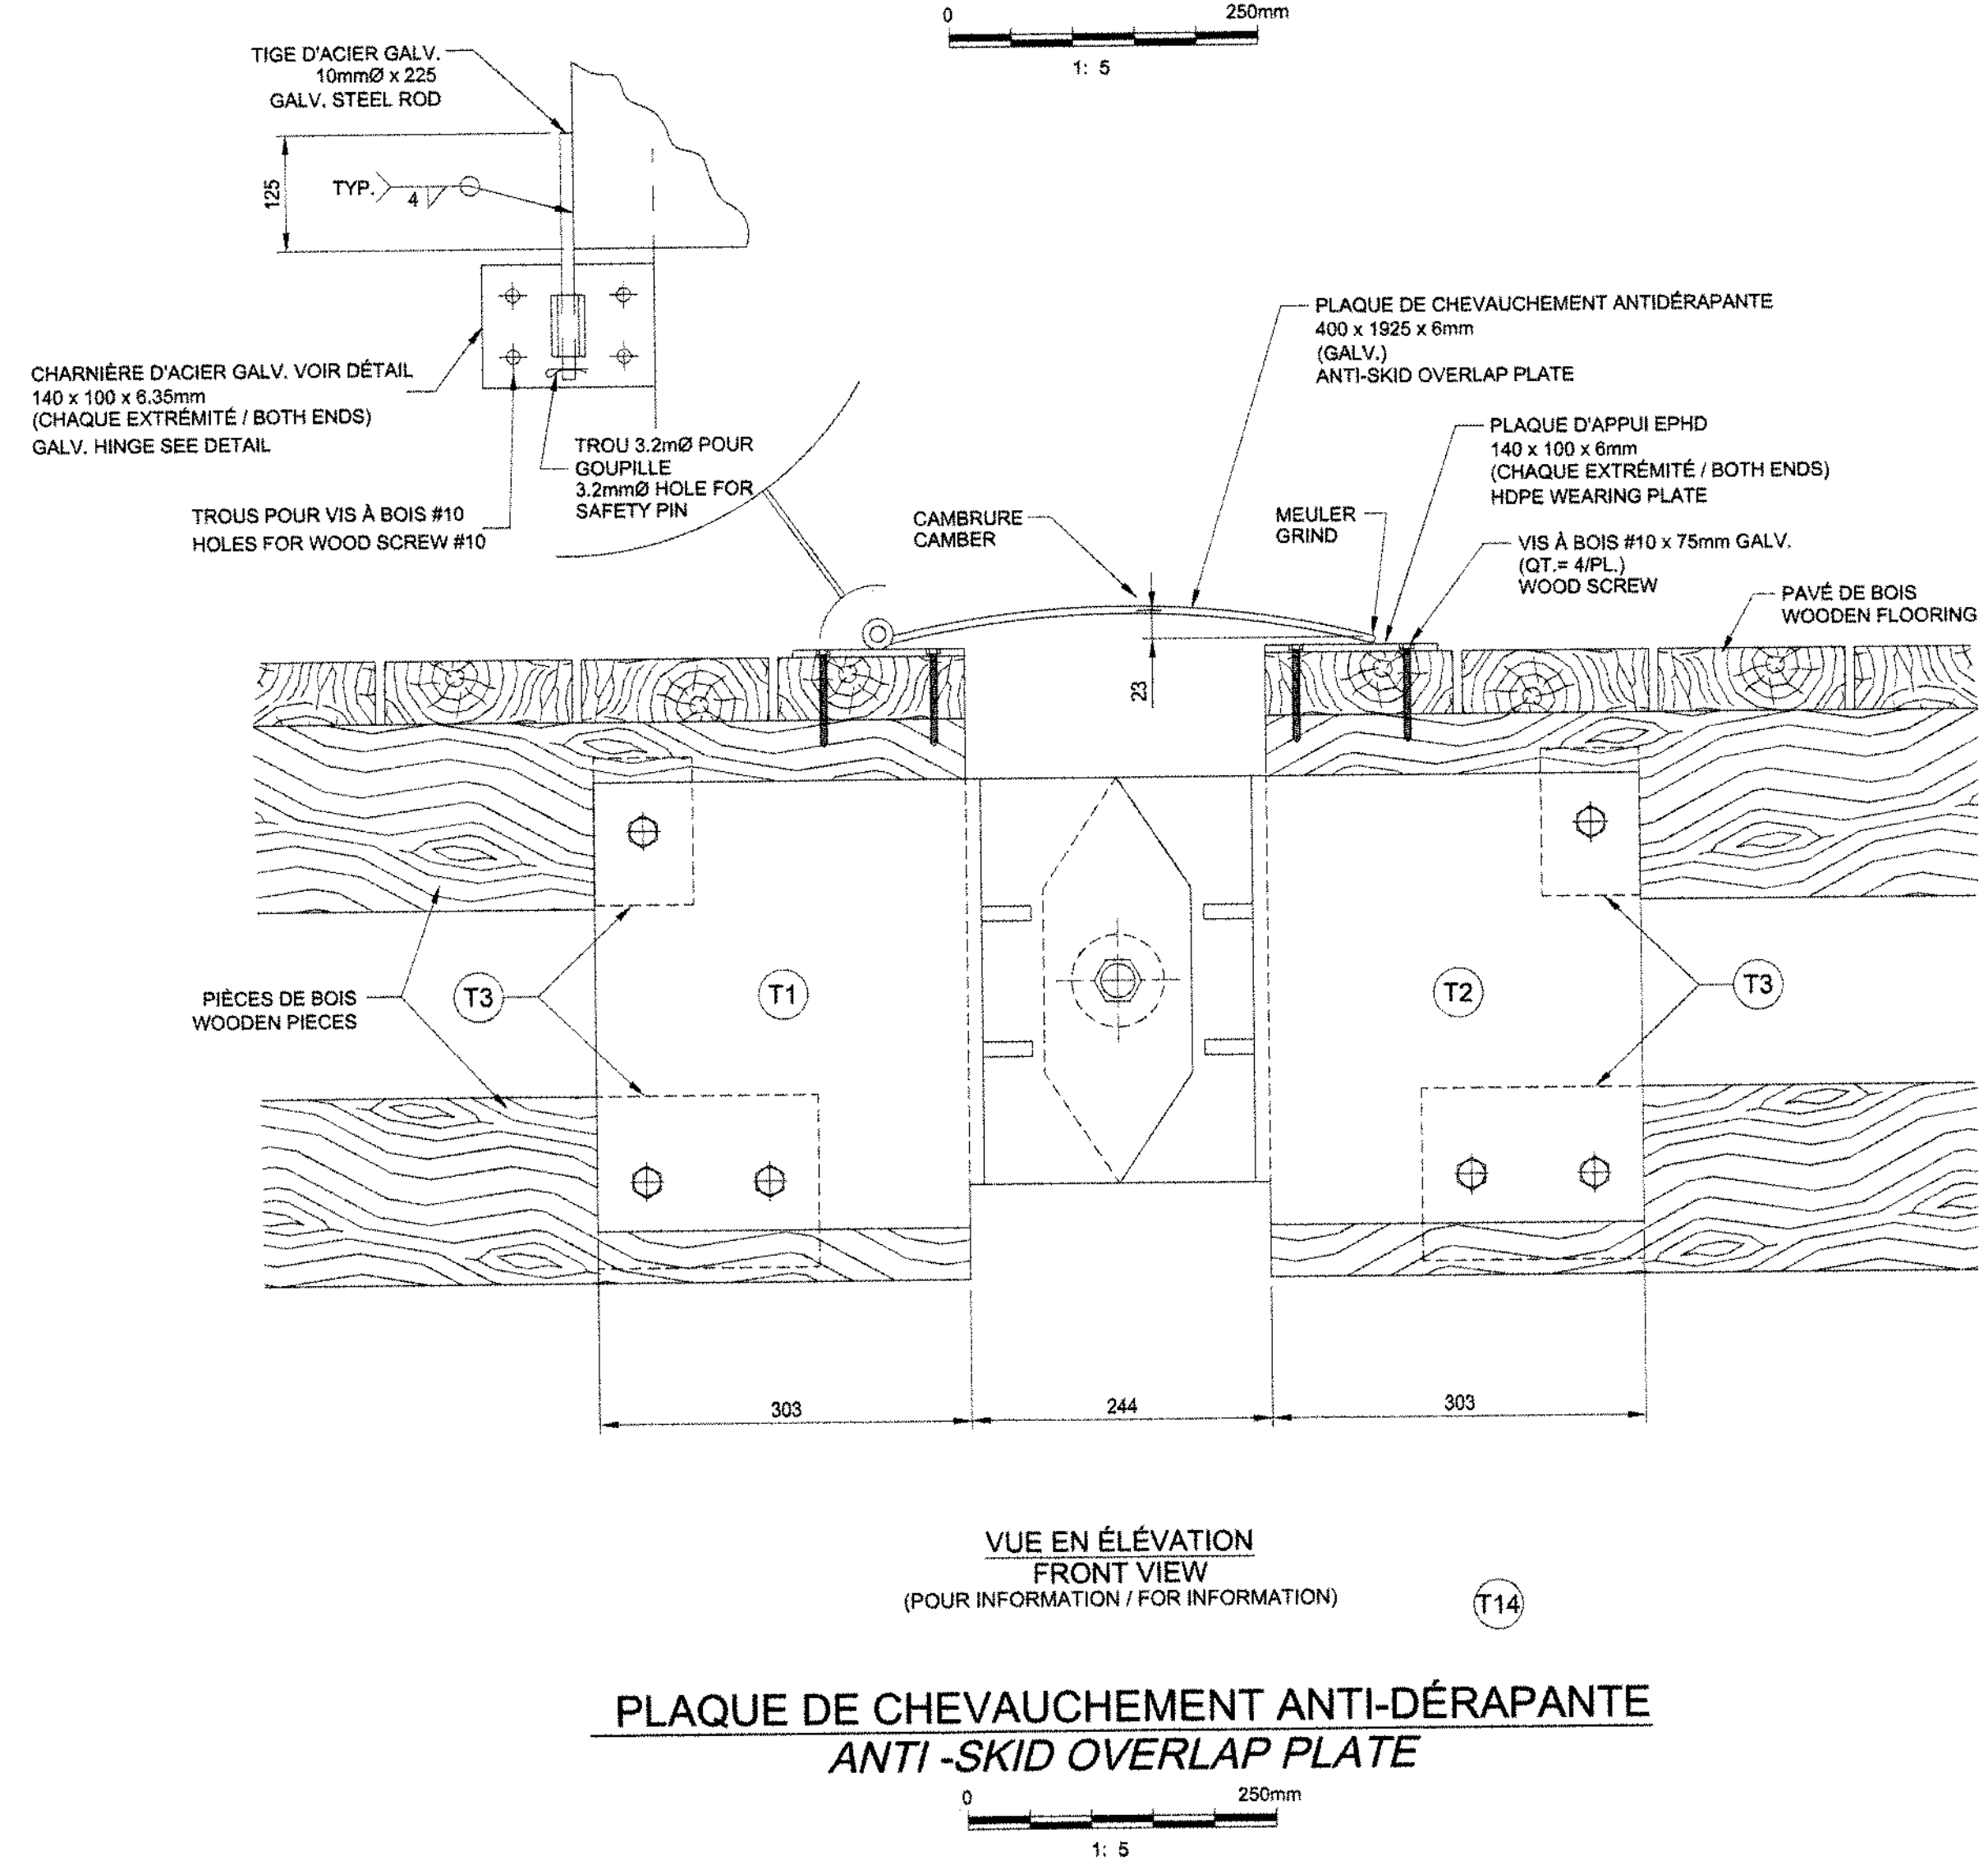 0 250mm
1: 5
TIGE D'ACIER GALV.
10mmØ x 225
GALV. STEEL ROD
125
TYP.
4
CHARNIÈRE D'ACIER GALV. VOIR DÉTAIL
140 x 100 x 6.35mm
(CHAQUE EXTRÉMITÉ / BOTH ENDS)
GALV. HINGE SEE DETAIL
TROU 3.2mØ POUR
GOUPILLE
3.2mmØ HOLE FOR
SAFETY PIN
TROUS POUR VIS À BOIS #10
HOLES FOR WOOD SCREW #10
PLAQUE DE CHEVAUCHEMENT ANTIDÉRAPANTE
400 x 1925 x 6mm
(GALV.)
ANTI-SKID OVERLAP PLATE
PLAQUE D'APPUI EPHD
140 x 100 x 6mm
(CHAQUE EXTRÉMITÉ / BOTH ENDS)
HDPE WEARING PLATE
CAMBRURE
CAMBER
MEULER
GRIND
VIS À BOIS #10 x 75mm GALV.
(QT.= 4/PL.)
WOOD SCREW
PAVÉ DE BOIS
WOODEN FLOORING
23
PIÈCES DE BOIS
WOODEN PIECES
T3
T1
T2
T3
303
244
303
VUE EN ÉLÉVATION
FRONT VIEW
(POUR INFORMATION / FOR INFORMATION)
T14
PLAQUE DE CHEVAUCHEMENT ANTI-DÉRAPANTE
ANTI -SKID OVERLAP PLATE
0 250mm
1: 5